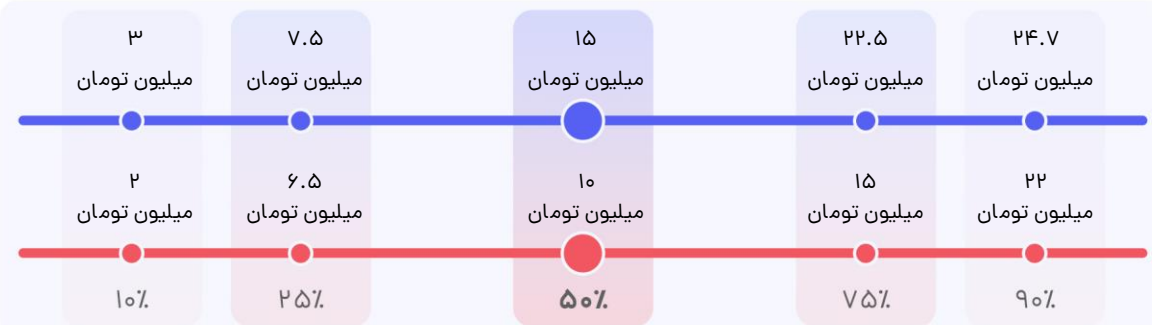 ۳ ۷.۵ ۱۵ ۲۲.۵ ۲۴.۷
میلیون تومان میلیون تومان میلیون تومان میلیون تومان میلیون تومان
۲ ۶.۵ ۱۰ ۱۵ ۲۲
میلیون تومان میلیون تومان میلیون تومان میلیون تومان میلیون تومان
۱۰٪ ۲۵٪ ۵۰٪ ۷۵٪ ۹۰٪